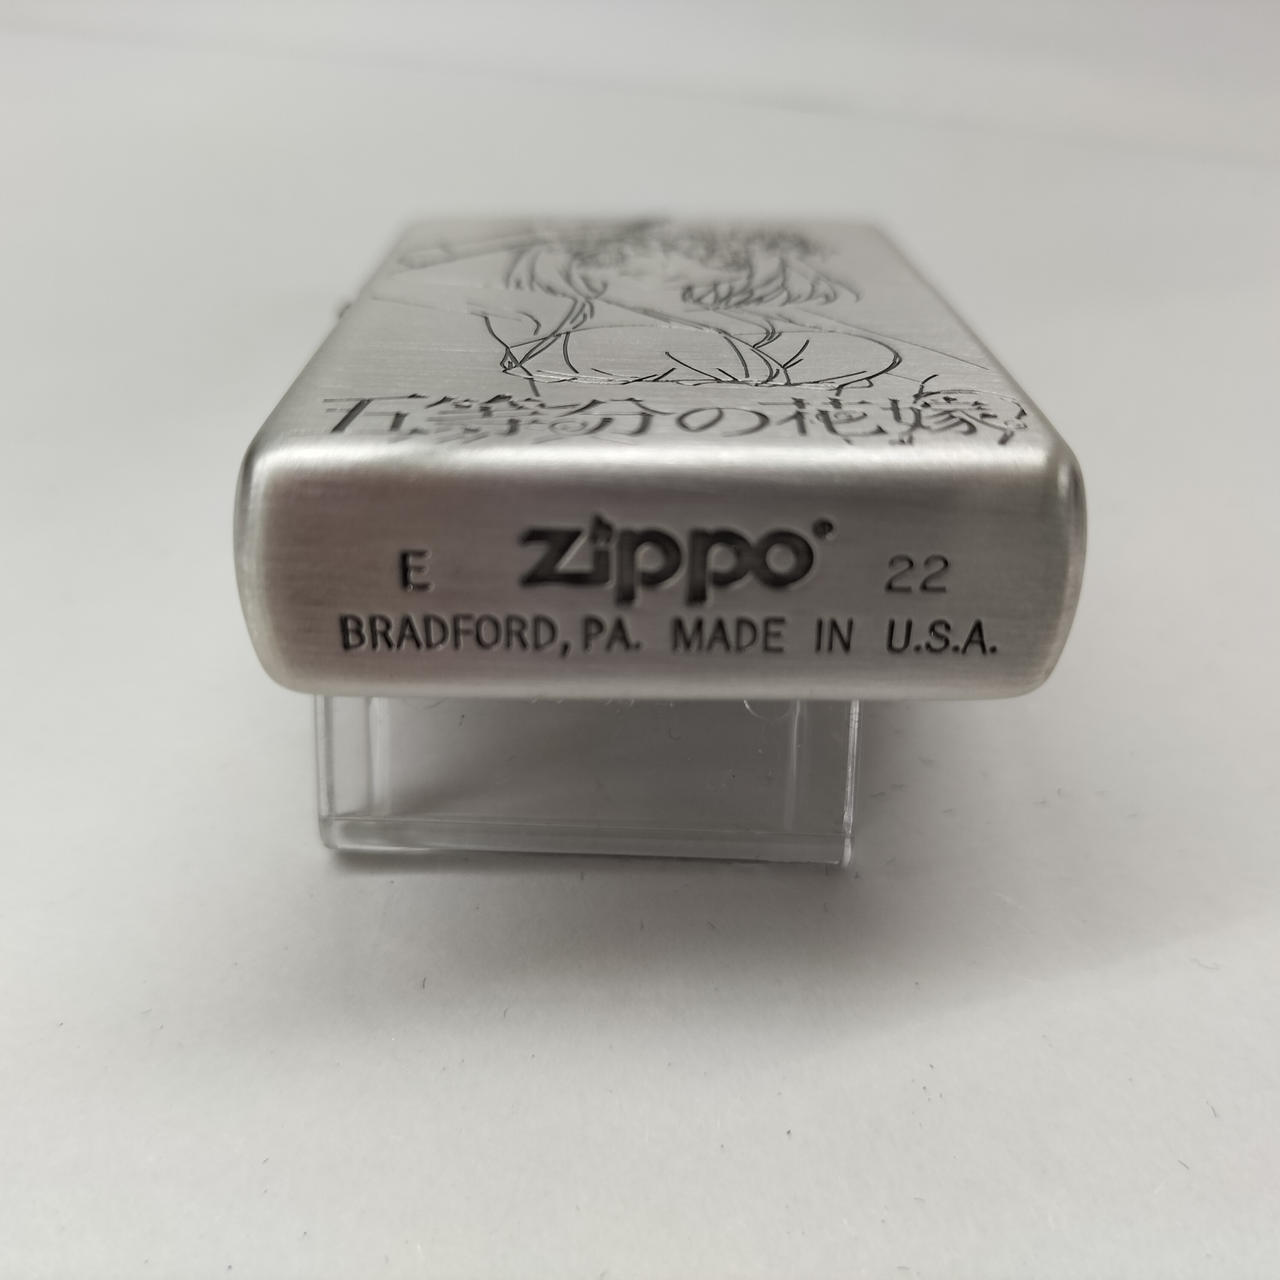 五等分の花嫁
E zippo® 22
BRADFORD, PA. MADE IN U.S.A.